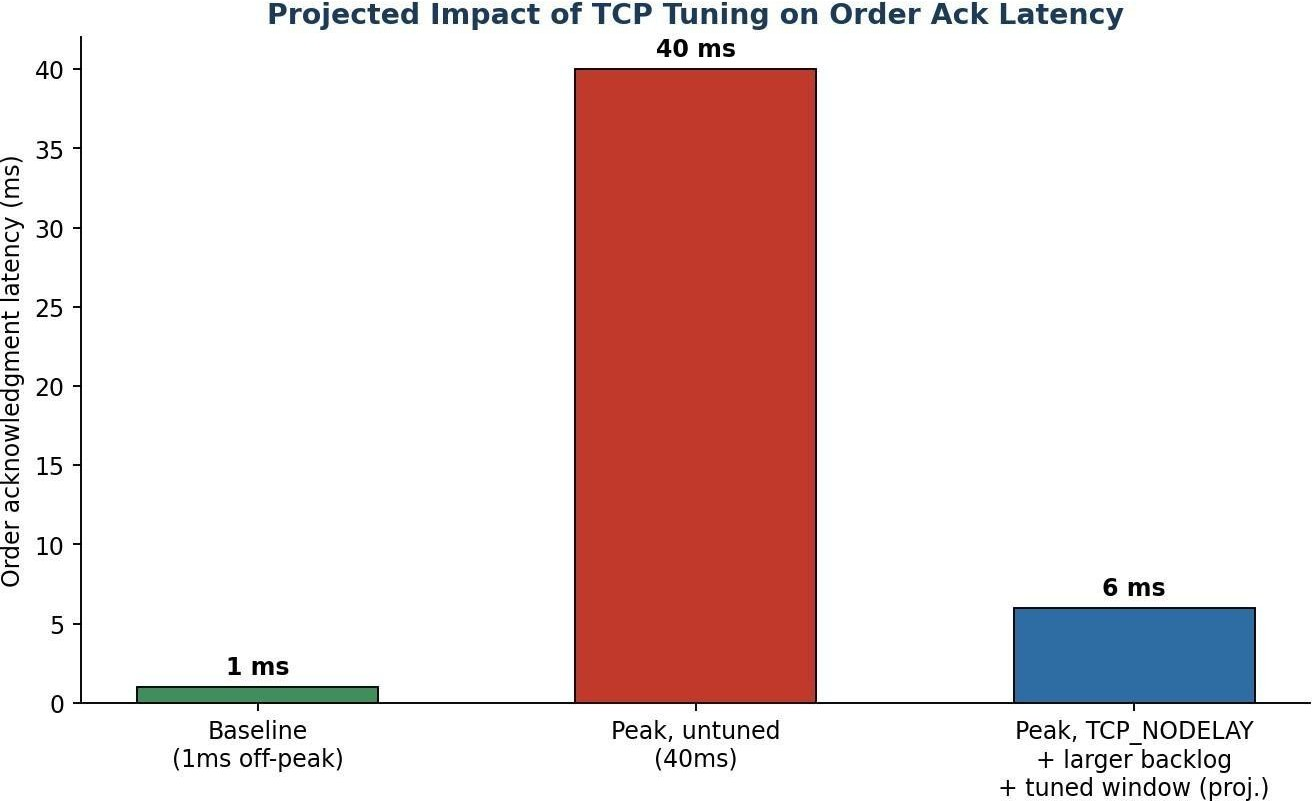 Projected Impact of TCP Tuning on Order Ack Latency
Order acknowledgment latency (ms)
40
35
30
25
20
15
10
5
0
1 ms
40 ms
6 ms
Baseline
(1ms off-peak)
Peak, untuned
(40ms)
Peak, TCP_NODELAY
+ larger backlog
+ tuned window (proj.)